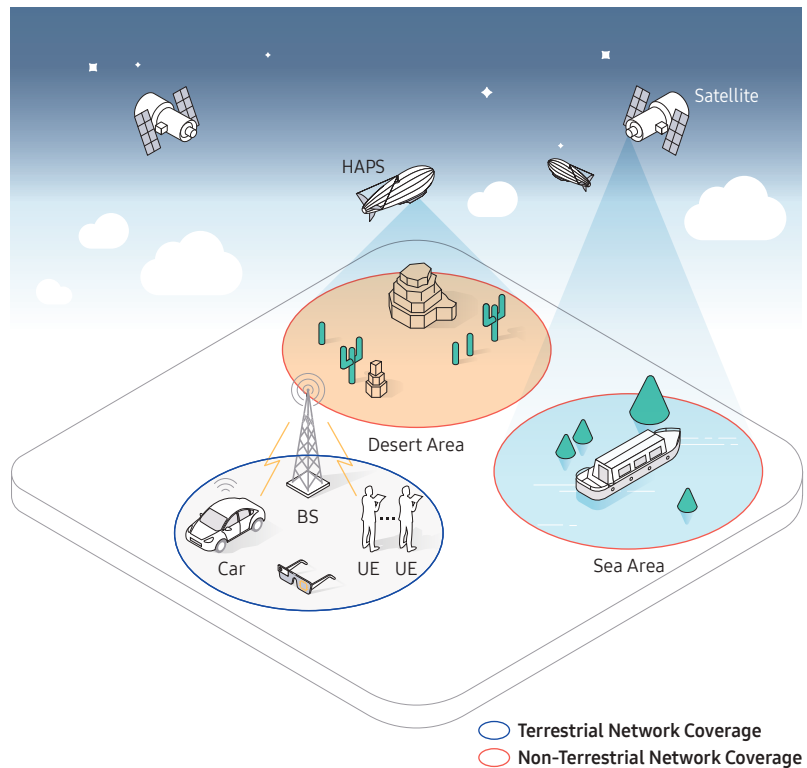 Satellite
HAPS
Desert Area
BS
Car
UE UE
Sea Area
Terrestrial Network Coverage
Non-Terrestrial Network Coverage